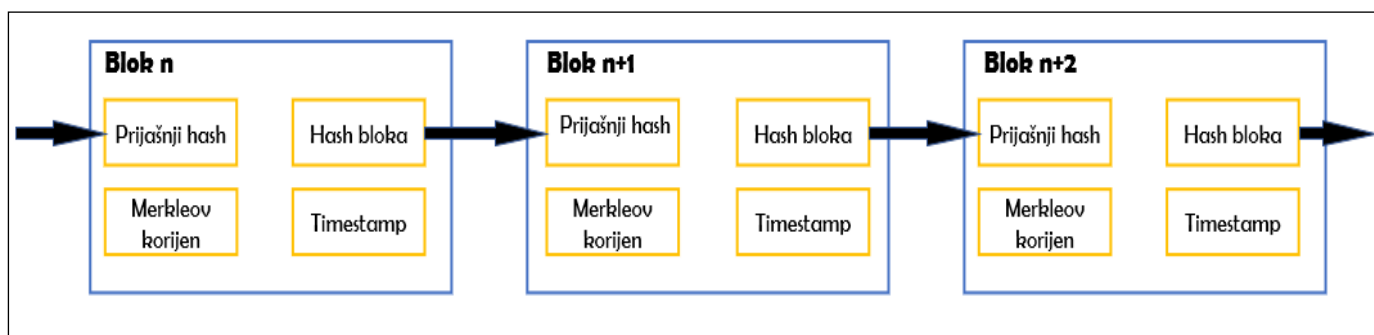 Blok n
Prijašnji hash
Hash bloka
Merkleov
korijen
Timestamp
Blok n+1
Prijašnji hash
Hash bloka
Merkleov
korijen
Timestamp
Blok n+2
Prijašnji hash
Hash bloka
Merkleov
korijen
Timestamp